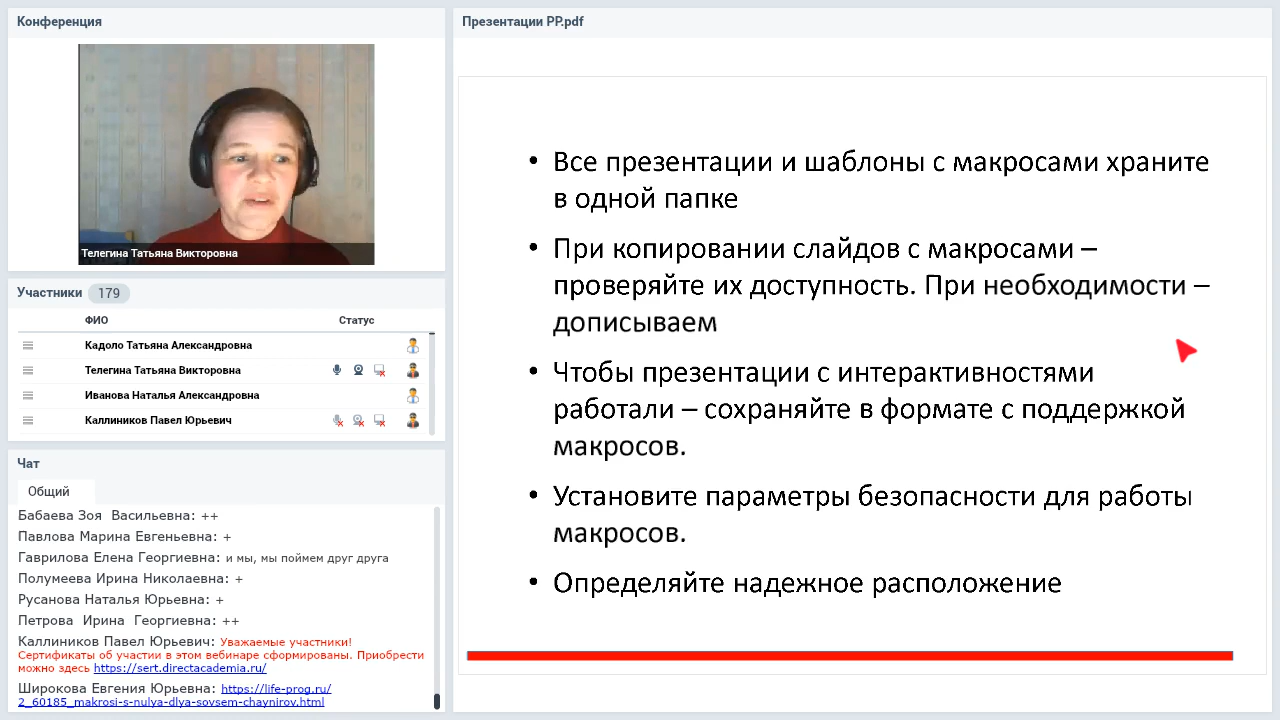 Конференция
Телегина Татьяна Викторовна
Участники 179
ФИО Статус
Кадоло Татьяна Александровна
Телегина Татьяна Викторовна
Иванова Наталья Александровна
Каллиников Павел Юрьевич
Чат
Общий
Бабаева Зоя Васильевна: ++
Павлова Марина Евгеньевна: +
Гаврилова Елена Георгиевна: и мы, мы поймем друг друга
Полумеева Ирина Николаевна: +
Русанова Наталья Юрьевна: +
Петрова Ирина Георгиевна: ++
Каллиников Павел Юрьевич: Уважаемые участники!
Сертификаты об участии в этом вебинаре сформированы. Приобрести
можно здесь https://sert.directacademia.ru/
Широкова Евгения Юрьевна: https://life-prog.ru/
2_60185_makrosi-s-nulya-dlya-sovsem-chaynirov.html
Презентации PP.pdf
• Все презентации и шаблоны с макросами храните
в одной папке
• При копировании слайдов с макросами –
проверяйте их доступность. При необходимости –
дописываем
• Чтобы презентации с интерактивностями
работали – сохраняйте в формате с поддержкой
макросов.
• Установите параметры безопасности для работы
макросов.
• Определяйте надежное расположение